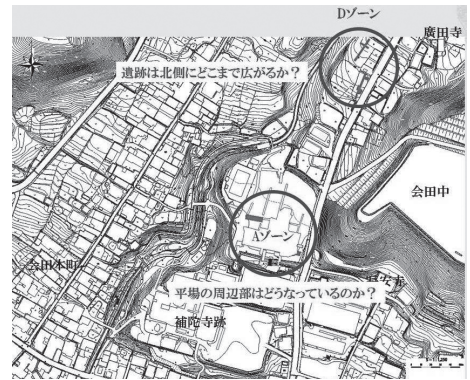 Dゾーン
廣田寺
遺跡は北側にどこまで広がるか？
会田中
Aゾーン
会田本町
平場の周辺部はどうなっているのか？
補陀寺跡